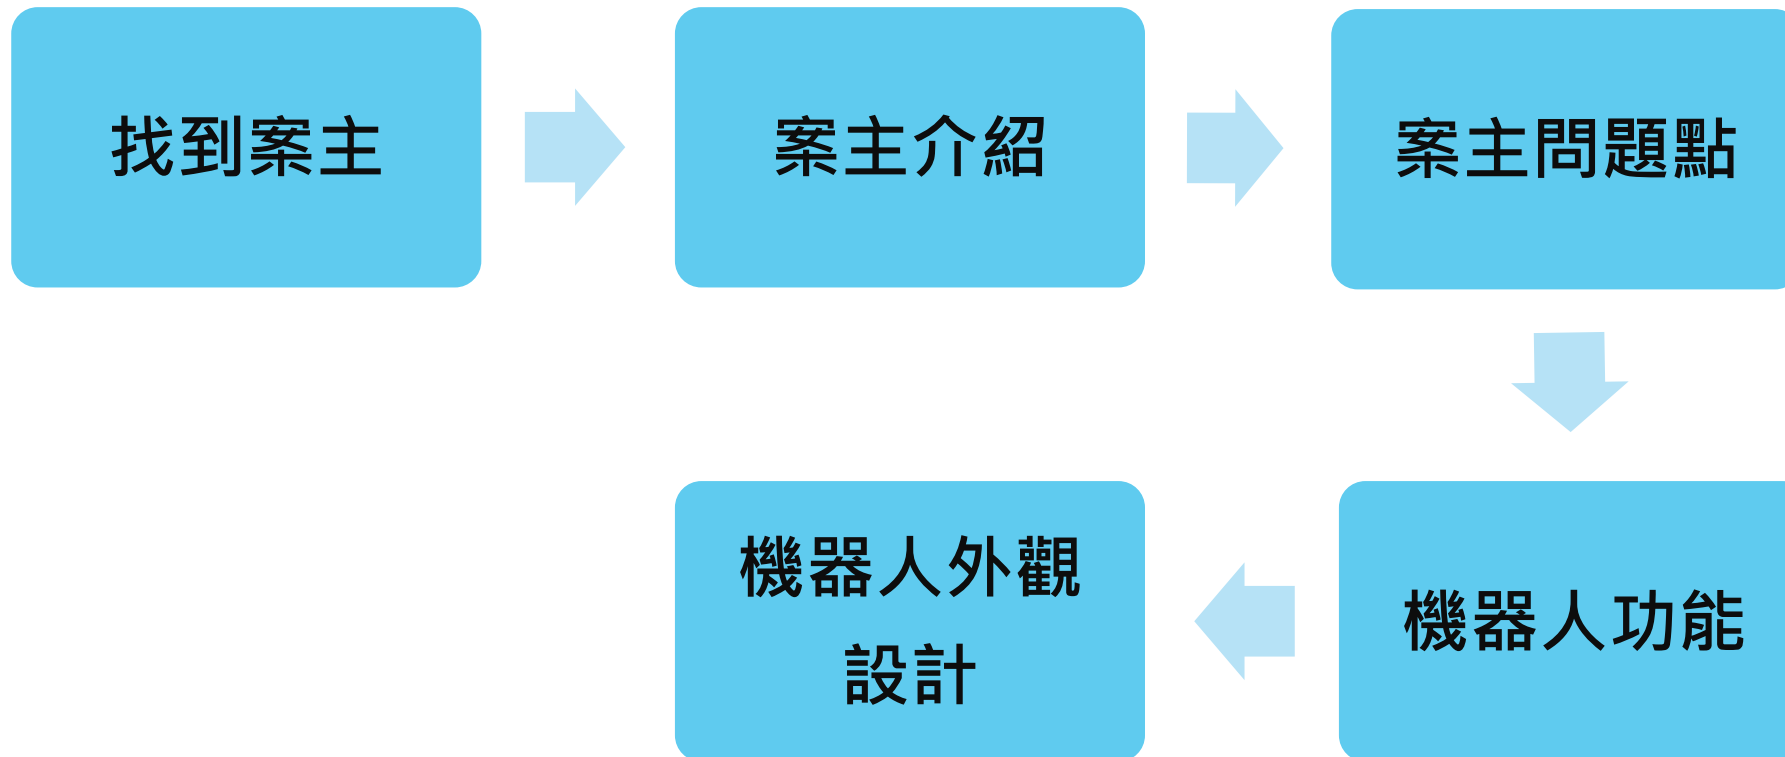 找到案主
案主介紹
案主問題點
機器人功能
機器人外觀
設計